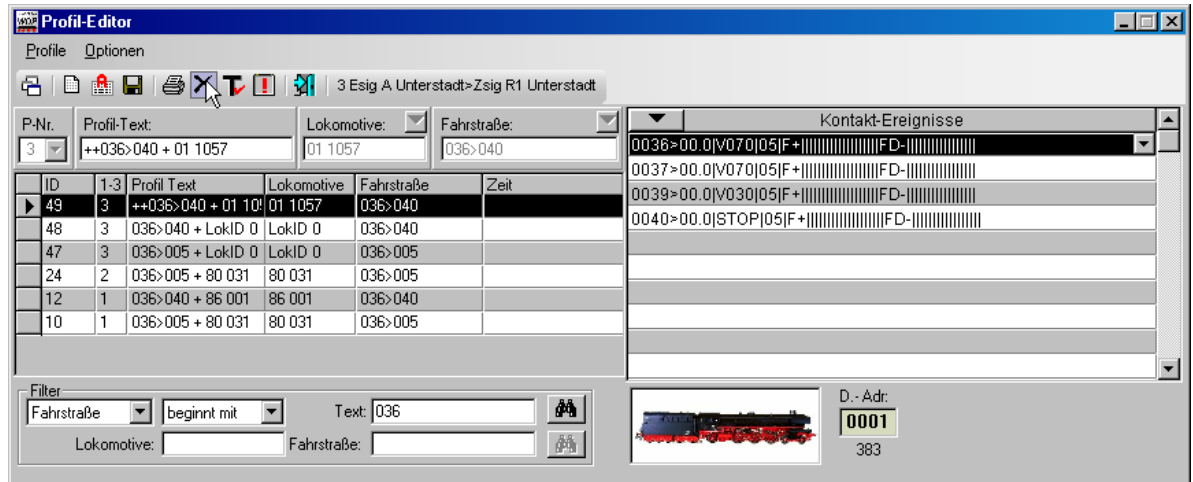 WDP Profil-Editor
Profile Optionen
3 Esig A Unterstadt>Zsig R1 Unterstadt
P-Nr. Profil-Text: Lokomotive: Fahrstraße:
3 ++036>040 + 01 1057 01 1057 036>040
ID 1-3 Profil Text Lokomotive Fahrstraße Zeit
49 3 ++036>040 + 01 10 01 1057 036>040
48 3 036>040 + LokID 0 LokID 0 036>040
47 3 036>005 + LokID 0 LokID 0 036>005
24 2 036>005 + 80 031 80 031 036>005
12 1 036>040 + 86 001 86 001 036>040
10 1 036>005 + 80 031 80 031 036>005
Kontakt-Ereignisse
0036>00.0|V070|05|F+|||||||||||||||||||FD-||||||||||||||||
0037>00.0|V070|05|F+|||||||||||||||||||FD-||||||||||||||||
0039>00.0|V030|05|F+|||||||||||||||||||FD-||||||||||||||||
0040>00.0|STOP|05|F+|||||||||||||||||||FD-||||||||||||||||
Filter
Fahrstraße beginnt mit Text: 036
Lokomotive: Fahrstraße:
D.- Adr:
0001
383